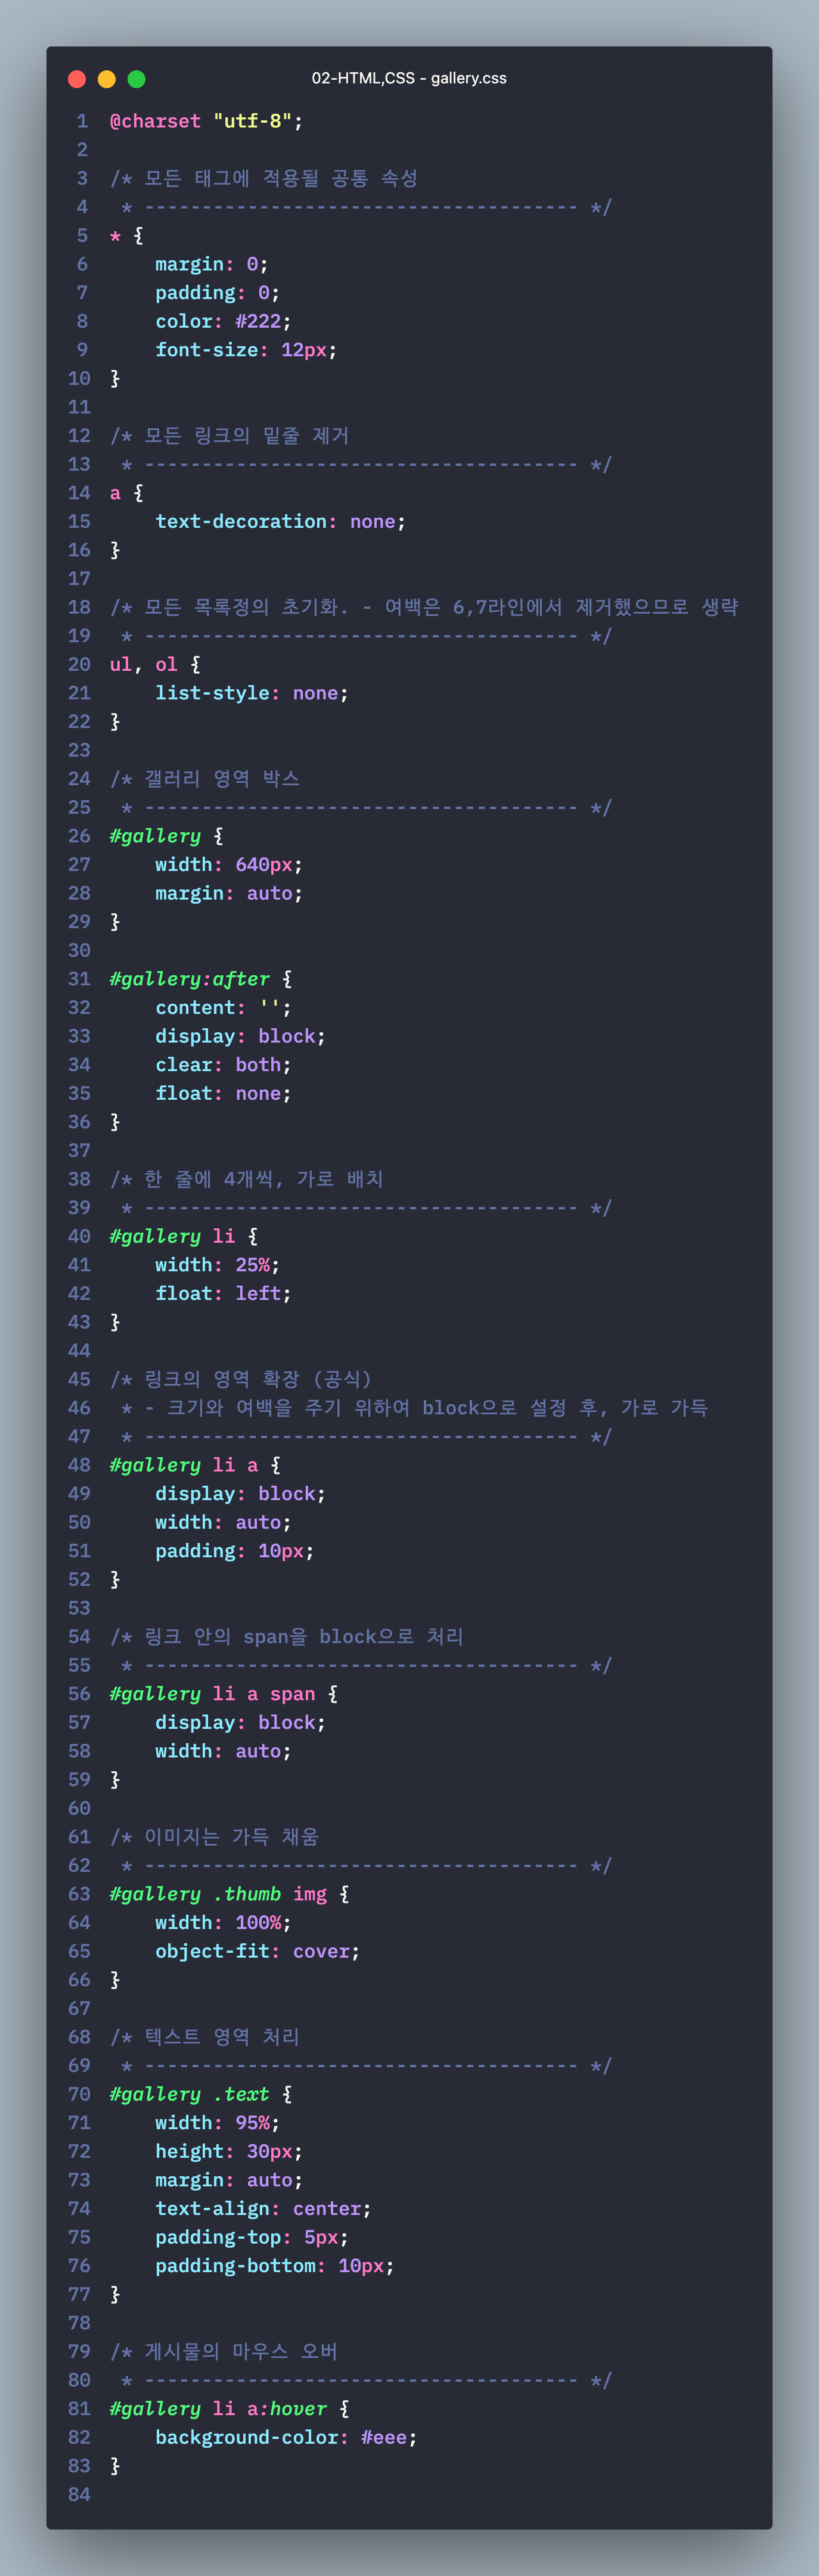 02-HTML,CSS - gallery.css
1 @charset "utf-8";
2
3 /* 모든 태그에 적용될 공통 속성
4  * -------------------------------------- */
5 * {
6     margin: 0;
7     padding: 0;
8     color: #222;
9     font-size: 12px;
10 }
11
12 /* 모든 링크의 밑줄 제거
13  * -------------------------------------- */
14 a {
15     text-decoration: none;
16 }
17
18 /* 모든 목록정의 초기화. - 여백은 6,7라인에서 제거했으므로 생략
19  * -------------------------------------- */
20 ul, ol {
21     list-style: none;
22 }
23
24 /* 갤러리 영역 박스
25  * -------------------------------------- */
26 #gallery {
27     width: 640px;
28     margin: auto;
29 }
30
31 #gallery:after {
32     content: '';
33     display: block;
34     clear: both;
35     float: none;
36 }
37
38 /* 한 줄에 4개씩, 가로 배치
39  * -------------------------------------- */
40 #gallery li {
41     width: 25%;
42     float: left;
43 }
44
45 /* 링크의 영역 확장 (공식)
46  * - 크기와 여백을 주기 위하여 block으로 설정 후, 가로 가득
47  * -------------------------------------- */
48 #gallery li a {
49     display: block;
50     width: auto;
51     padding: 10px;
52 }
53
54 /* 링크 안의 span을 block으로 처리
55  * -------------------------------------- */
56 #gallery li a span {
57     display: block;
58     width: auto;
59 }
60
61 /* 이미지는 가득 채움
62  * -------------------------------------- */
63 #gallery .thumb img {
64     width: 100%;
65     object-fit: cover;
66 }
67
68 /* 텍스트 영역 처리
69  * -------------------------------------- */
70 #gallery .text {
71     width: 95%;
72     height: 30px;
73     margin: auto;
74     text-align: center;
75     padding-top: 5px;
76     padding-bottom: 10px;
77 }
78
79 /* 게시물의 마우스 오버
80  * -------------------------------------- */
81 #gallery li a:hover {
82     background-color: #eee;
83 }
84